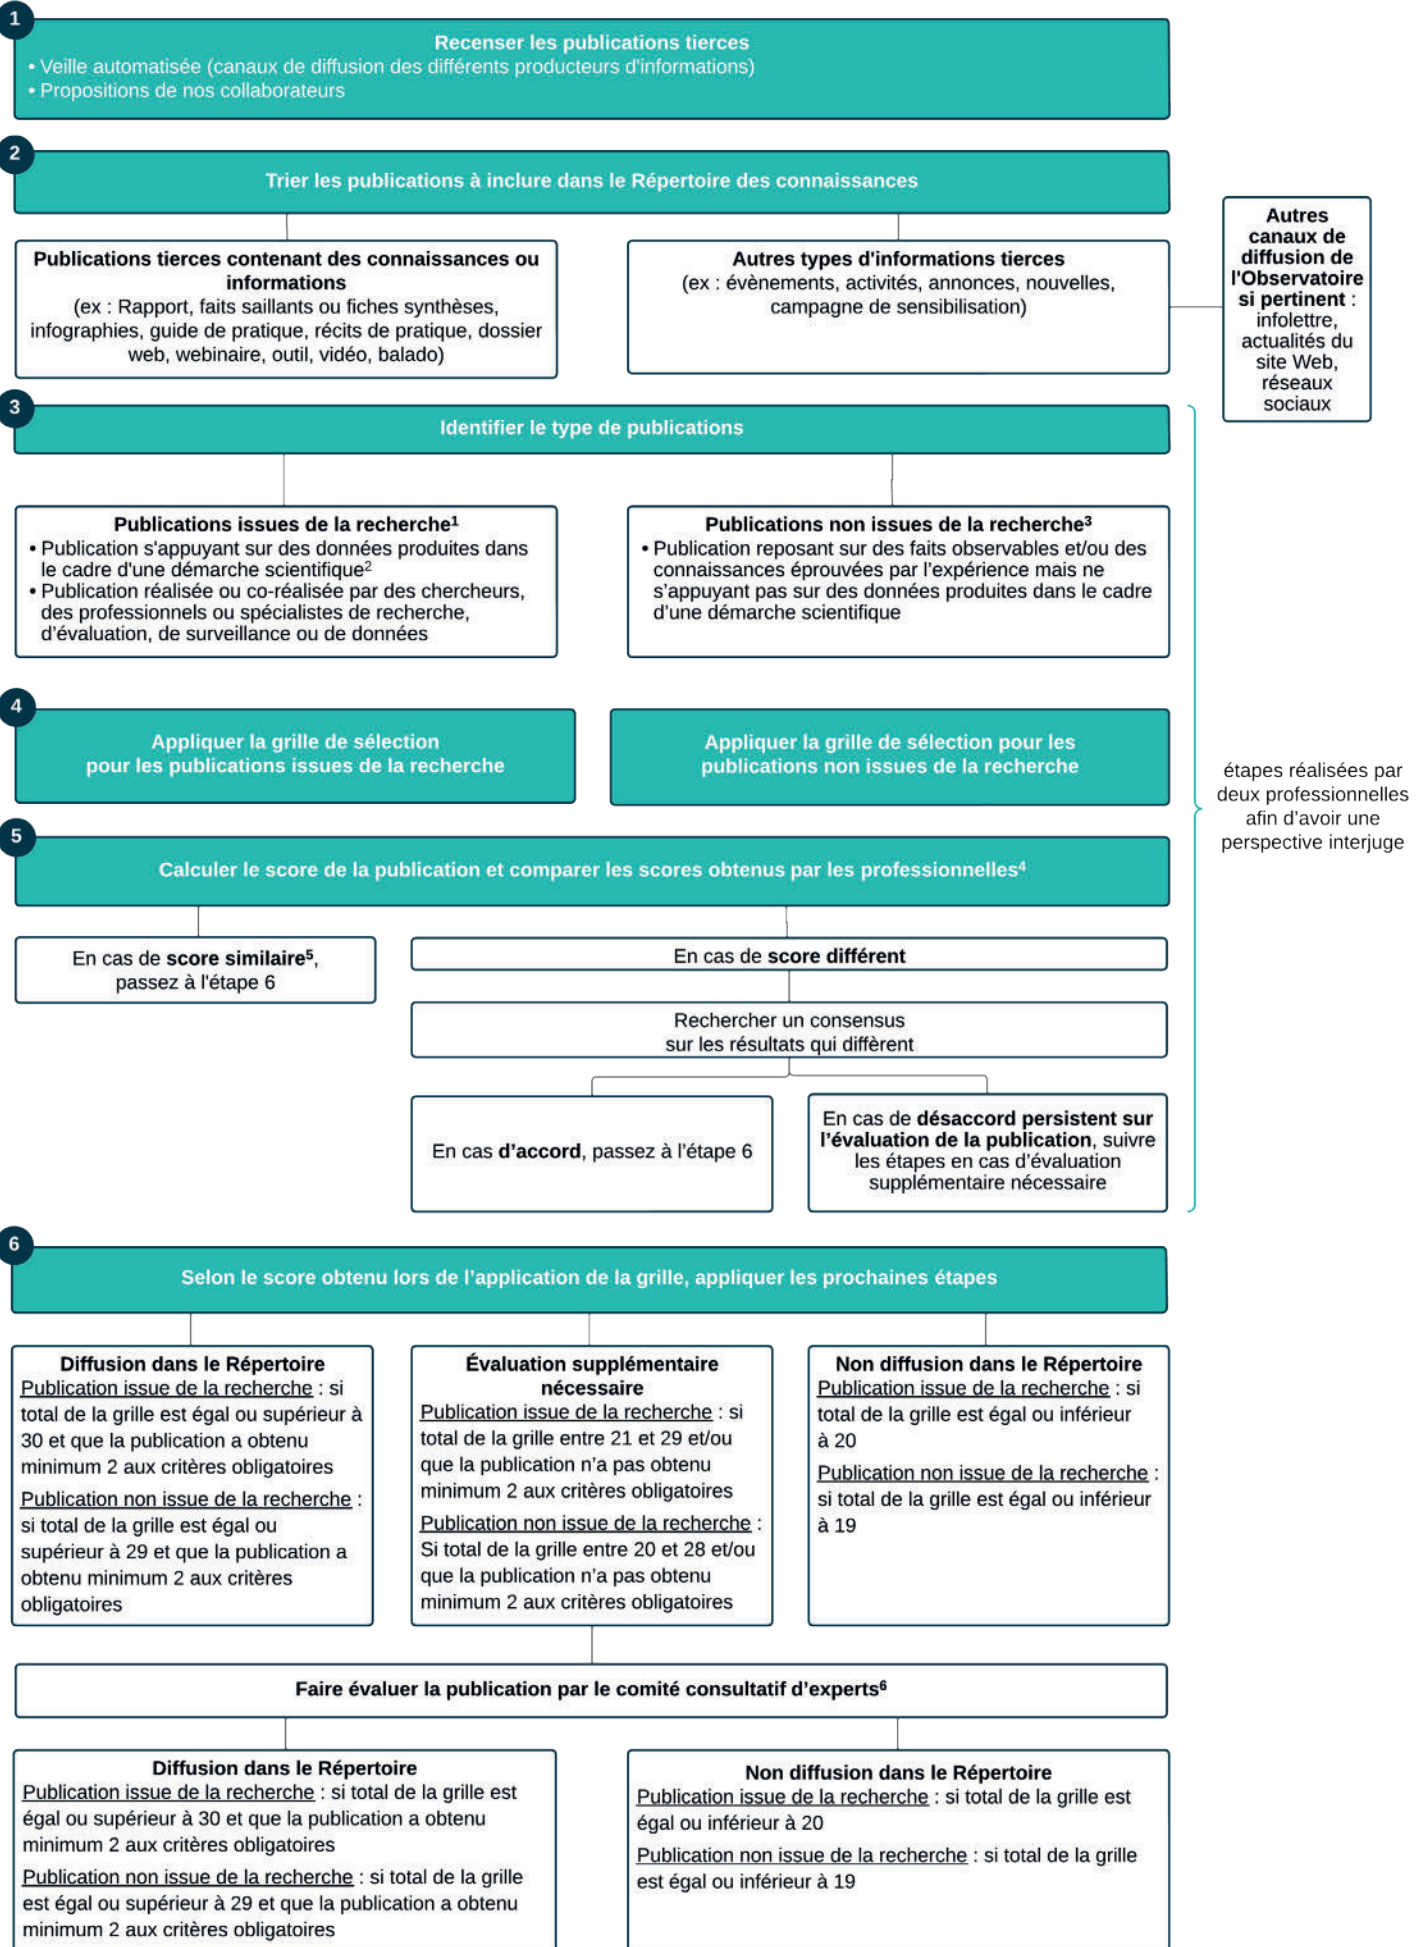 1
Recenser les publications tierces
• Veille automatisée (canaux de diffusion des différents producteurs d'informations)
• Propositions de nos collaborateurs
2
Trier les publications à inclure dans le Répertoire des connaissances
Publications tierces contenant des connaissances ou
informations
(ex : Rapport, faits saillants ou fiches synthèses,
infographies, guide de pratique, récits de pratique, dossier
web, webinaire, outil, vidéo, balado)
Autres types d'informations tierces
(ex : évènements, activités, annonces, nouvelles,
campagne de sensibilisation)
Autres
canaux de
diffusion de
l'Observatoire
si pertinent :
infolettre,
actualités du
site Web,
réseaux
sociaux
3
Identifier le type de publications
Publications issues de la recherche¹
• Publication s'appuyant sur des données produites dans
le cadre d'une démarche scientifique²
• Publication réalisée ou co-réalisée par des chercheurs,
des professionnels ou spécialistes de recherche,
d'évaluation, de surveillance ou de données
Publications non issues de la recherche³
• Publication reposant sur des faits observables et/ou des
connaissances éprouvées par l’expérience mais ne
s’appuyant pas sur des données produites dans le cadre
d’une démarche scientifique
4
Appliquer la grille de sélection
pour les publications issues de la recherche
Appliquer la grille de sélection pour les
publications non issues de la recherche
étapes réalisées par
deux professionnelles
afin d’avoir une
perspective interjuge
5
Calculer le score de la publication et comparer les scores obtenus par les professionnelles⁴
En cas de score similaire⁵,
passez à l'étape 6
En cas de score différent
Rechercher un consensus
sur les résultats qui diffèrent
En cas d’accord, passez à l’étape 6
En cas de désaccord persistent sur
l’évaluation de la publication, suivre
les étapes en cas d’évaluation
supplémentaire nécessaire
6
Selon le score obtenu lors de l’application de la grille, appliquer les prochaines étapes
Diffusion dans le Répertoire
Publication issue de la recherche : si
total de la grille est égal ou supérieur à
30 et que la publication a obtenu
minimum 2 aux critères obligatoires
Publication non issue de la recherche :
si total de la grille est égal ou
supérieur à 29 et que la publication a
obtenu minimum 2 aux critères
obligatoires
Évaluation supplémentaire
nécessaire
Publication issue de la recherche : si
total de la grille entre 21 et 29 et/ou
que la publication n’a pas obtenu
minimum 2 aux critères obligatoires
Publication non issue de la recherche :
Si total de la grille entre 20 et 28 et/ou
que la publication n’a pas obtenu
minimum 2 aux critères obligatoires
Non diffusion dans le Répertoire
Publication issue de la recherche : si
total de la grille est égal ou inférieur
à 20
Publication non issue de la recherche :
si total de la grille est égal ou inférieur
à 19
Faire évaluer la publication par le comité consultatif d’experts⁶
Diffusion dans le Répertoire
Publication issue de la recherche : si total de la grille est
égal ou supérieur à 30 et que la publication a obtenu
minimum 2 aux critères obligatoires
Publication non issue de la recherche : si total de la grille
est égal ou supérieur à 29 et que la publication a obtenu
minimum 2 aux critères obligatoires
Non diffusion dans le Répertoire
Publication issue de la recherche : si total de la grille est
égal ou inférieur à 20
Publication non issue de la recherche : si total de la grille
est égal ou inférieur à 19